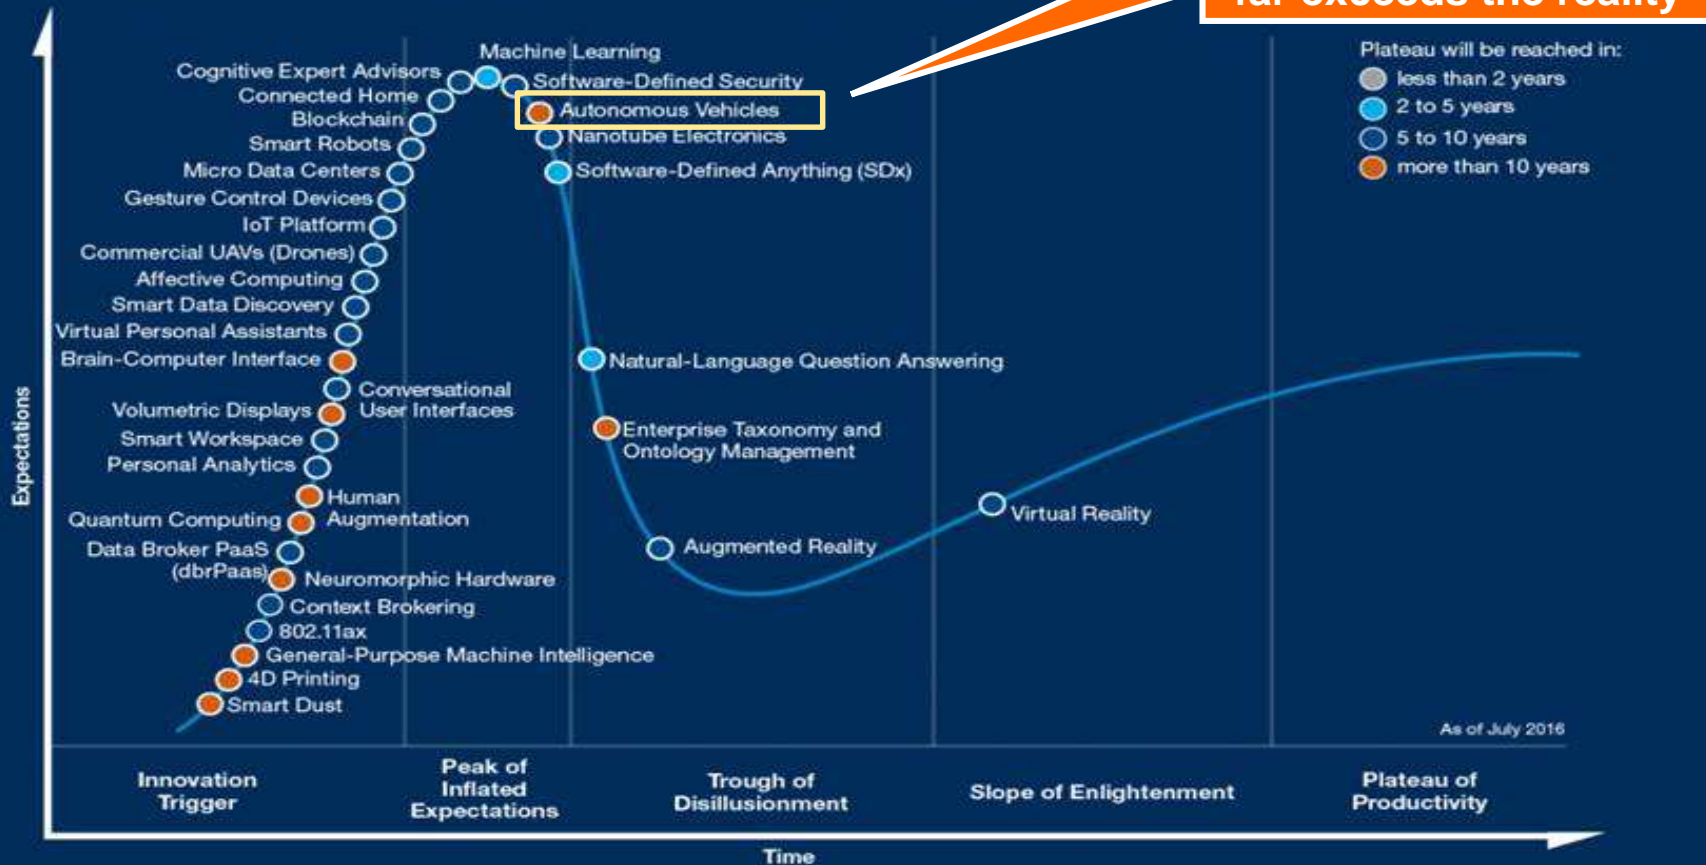 far exceeds the reality
Machine Learning
Cognitive Expert Advisors
Software-Defined Security
Connected Home
Autonomous Vehicles
Blockchain
Nanotube Electronics
Smart Robots
Micro Data Centers
Software-Defined Anything (SDx)
Gesture Control Devices
IoT Platform
Commercial UAVs (Drones)
Affective Computing
Smart Data Discovery
Virtual Personal Assistants
Brain-Computer Interface
Natural-Language Question Answering
Conversational
User Interfaces
Volumetric Displays
Smart Workspace
Enterprise Taxonomy and
Ontology Management
Personal Analytics
Human
Augmentation
Quantum Computing
Data Broker PaaS
(dbrPaas)
Neuromorphic Hardware
Context Brokering
802.11ax
General-Purpose Machine Intelligence
4D Printing
Smart Dust
Augmented Reality
Virtual Reality
Plateau will be reached in:
less than 2 years
2 to 5 years
5 to 10 years
more than 10 years
As of July 2016
Expectations
Innovation
Trigger
Peak of
Inflated
Expectations
Trough of
Disillusionment
Slope of Enlightenment
Plateau of
Productivity
Time